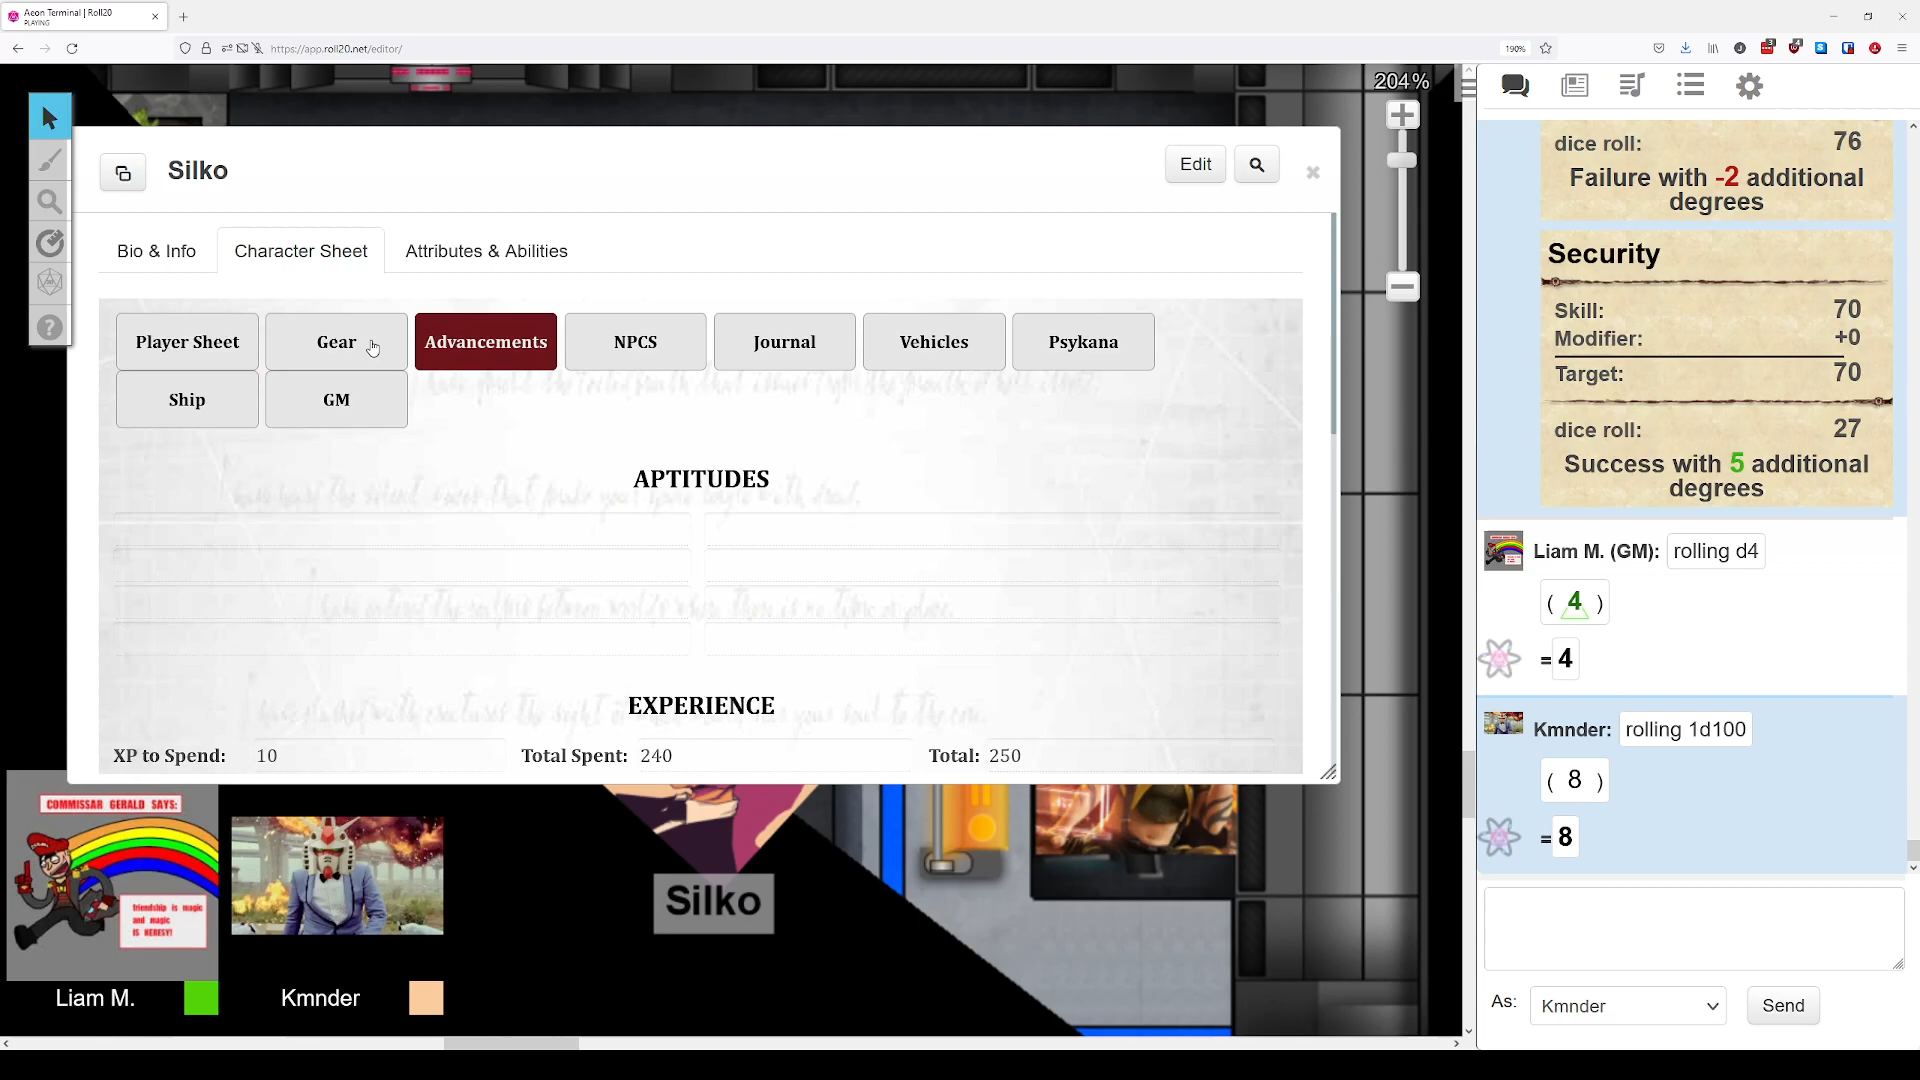 Aeon Terminal | Roll20
PLAYING
https://app.roll20.net/editor/
190%
3
4
204%
Silko
Edit
Bio & Info
Character Sheet
Attributes & Abilities
Player Sheet
Gear
Advancements
NPCS
Journal
Vehicles
Psykana
Ship
GM
APTITUDES
EXPERIENCE
XP to Spend: 10
Total Spent: 240
Total: 250
COMMISSAR GERALD SAYS:
friendship is magic
and magic
IS HERESY!
Liam M.
Kmnder
Silko
dice roll: 76
Failure with -2 additional
degrees
Security
Skill: 70
Modifier: +0
Target: 70
dice roll: 27
Success with 5 additional
degrees
Liam M. (GM): rolling d4
( 4 )
= 4
Kmnder: rolling 1d100
( 8 )
= 8
As: Kmnder
Send